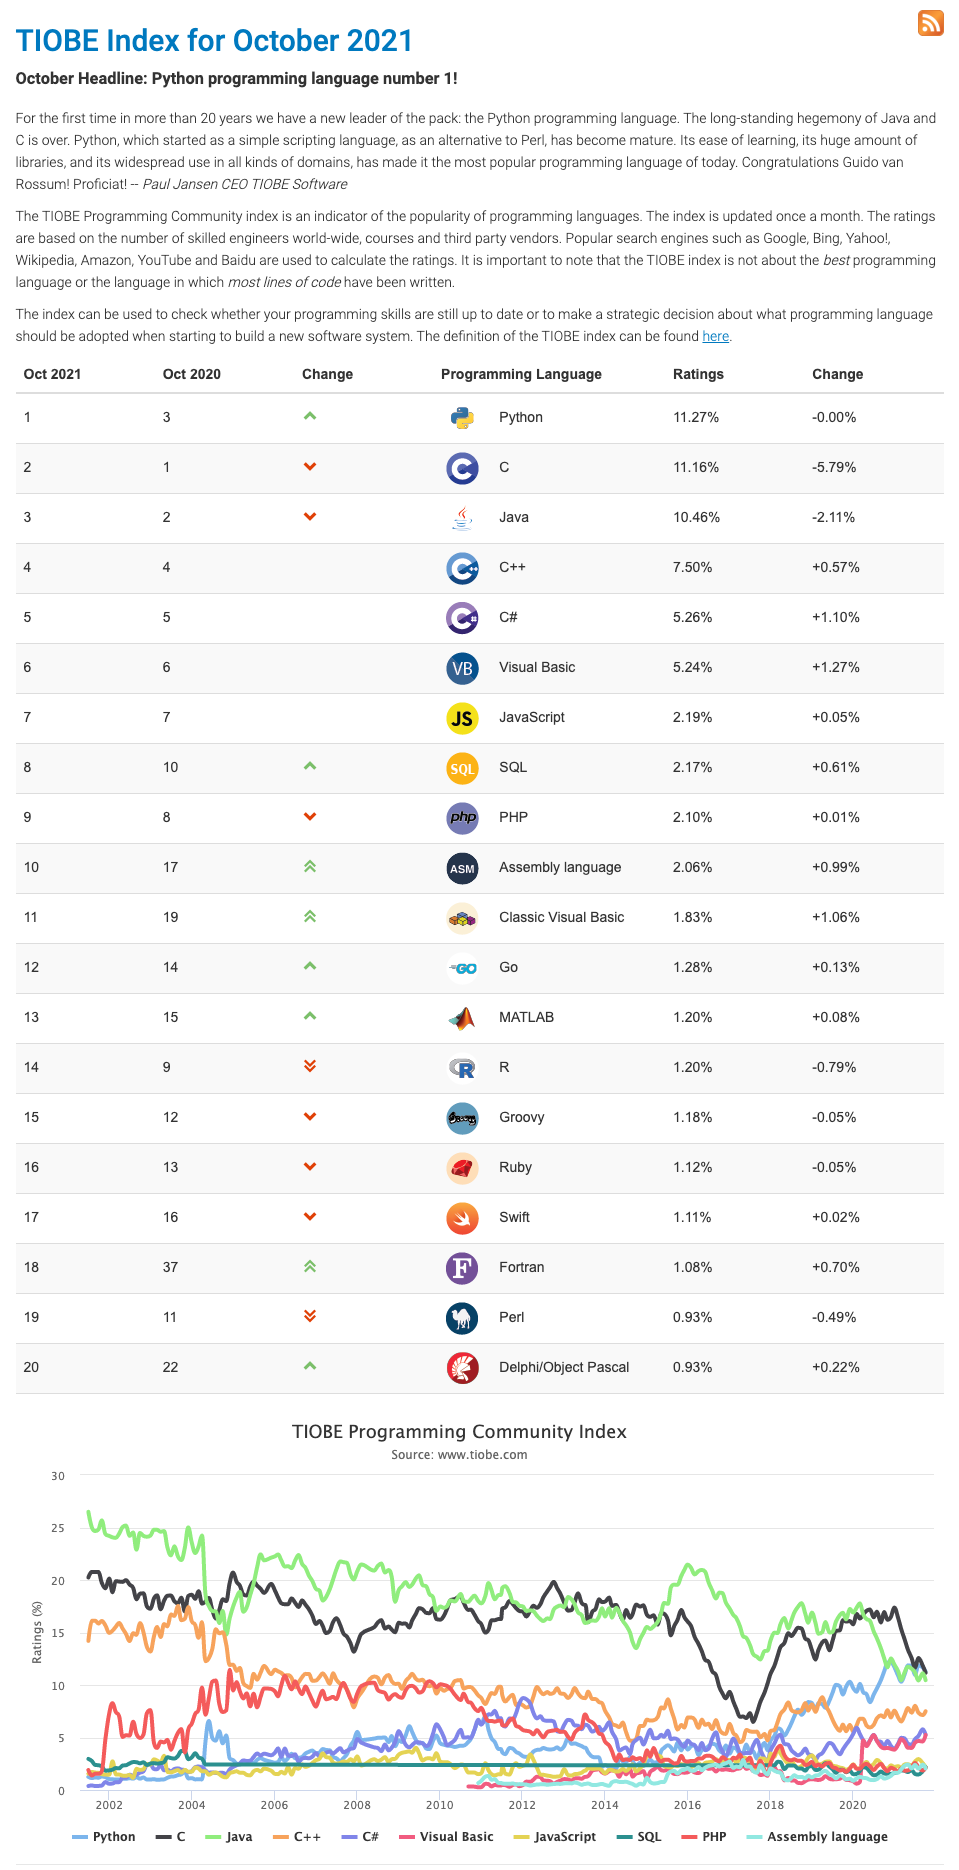 TIOBE Index for October 2021
October Headline: Python programming language number 1!
For the first time in more than 20 years we have a new leader of the pack: the Python programming language. The long-standing hegemony of Java and
C is over. Python, which started as a simple scripting language, as an alternative to Perl, has become mature. Its ease of learning, its huge amount of
libraries, and its widespread use in all kinds of domains, has made it the most popular programming language of today. Congratulations Guido van
Rossum! Proficiat! -- Paul Jansen CEO TIOBE Software
The TIOBE Programming Community index is an indicator of the popularity of programming languages. The index is updated once a month. The ratings
are based on the number of skilled engineers world-wide, courses and third party vendors. Popular search engines such as Google, Bing, Yahoo!,
Wikipedia, Amazon, YouTube and Baidu are used to calculate the ratings. It is important to note that the TIOBE index is not about the best programming
language or the language in which most lines of code have been written.
The index can be used to check whether your programming skills are still up to date or to make a strategic decision about what programming language
should be adopted when starting to build a new software system. The definition of the TIOBE index can be found here.
Oct 2021 Oct 2020 Change Programming Language Ratings Change
1 3 Python 11.27% -0.00%
2 1 C 11.16% -5.79%
3 2 Java 10.46% -2.11%
4 4 C++ 7.50% +0.57%
5 5 C# 5.26% +1.10%
6 6 VB Visual Basic 5.24% +1.27%
7 7 JS JavaScript 2.19% +0.05%
8 10 SQL SQL 2.17% +0.61%
9 8 php PHP 2.10% +0.01%
10 17 ASM Assembly language 2.06% +0.99%
11 19 Classic Visual Basic 1.83% +1.06%
12 14 GO Go 1.28% +0.13%
13 15 MATLAB 1.20% +0.08%
14 9 R R 1.20% -0.79%
15 12 Groovy 1.18% -0.05%
16 13 Ruby 1.12% -0.05%
17 16 Swift 1.11% +0.02%
18 37 F Fortran 1.08% +0.70%
19 11 Perl 0.93% -0.49%
20 22 Delphi/Object Pascal 0.93% +0.22%
TIOBE Programming Community Index
Source: www.tiobe.com
Ratings (%)
30
25
20
15
10
5
0
2002 2004 2006 2008 2010 2012 2014 2016 2018 2020
Python C Java C++ C# Visual Basic JavaScript SQL PHP Assembly language